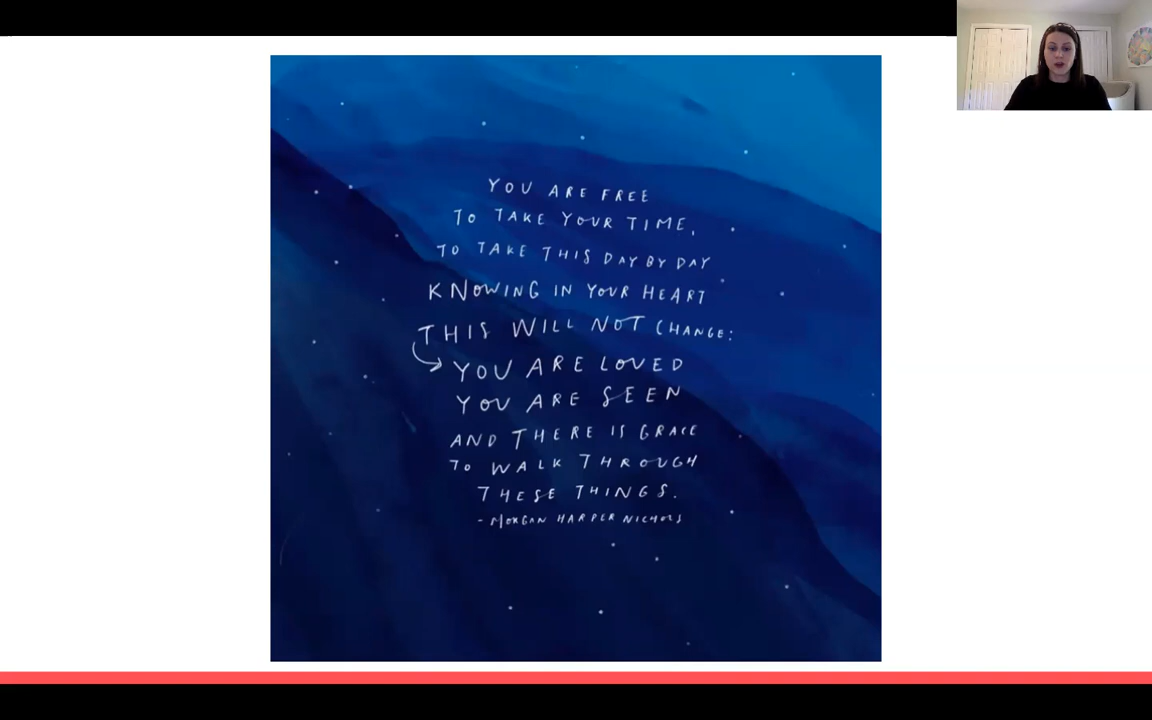 YOU ARE FREE
TO TAKE YOUR TIME,
TO TAKE THIS DAY BY DAY
KNOWING IN YOUR HEART
THIS WILL NOT CHANGE:
YOU ARE LOVED
YOU ARE SEEN
AND THERE IS GRACE
TO WALK THROUGH
THESE THINGS.
- MORGAN HARPER NICHOLS